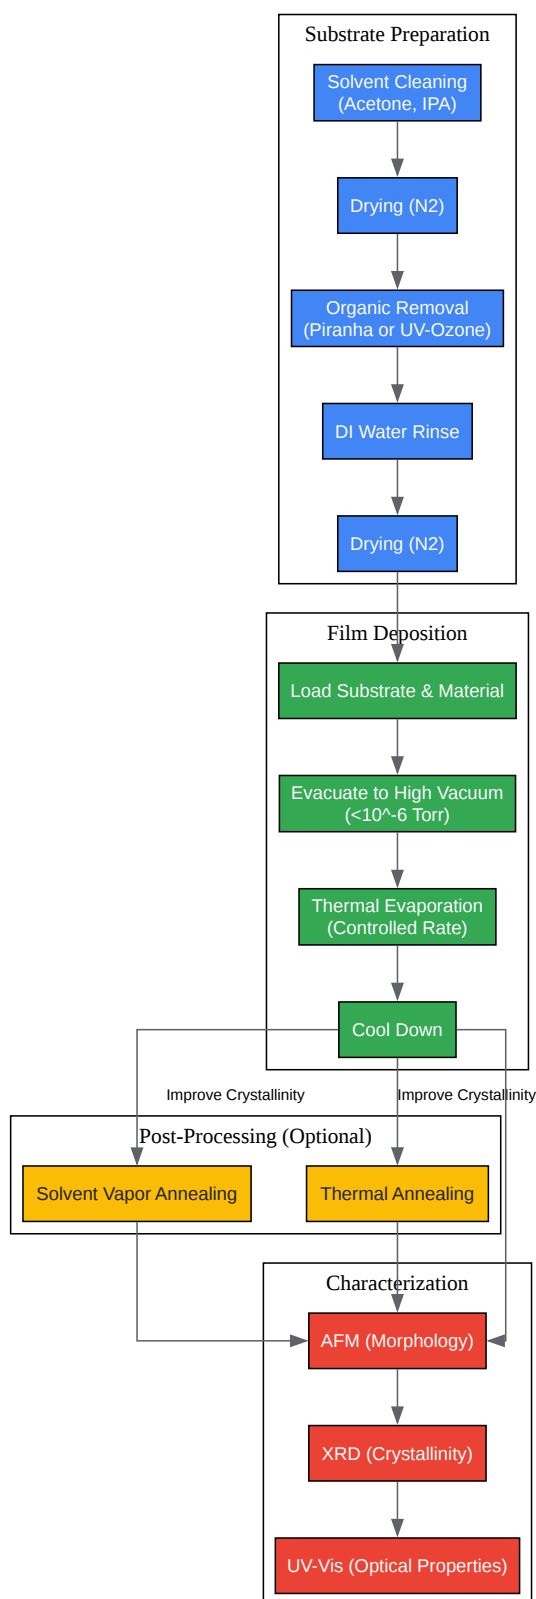 Substrate Preparation
Solvent Cleaning
(Acetone, IPA)
Drying (N2)
Organic Removal
(Piranha or UV-Ozone)
DI Water Rinse
Drying (N2)
Film Deposition
Load Substrate & Material
Evacuate to High Vacuum
(<10^-6 Torr)
Thermal Evaporation
(Controlled Rate)
Cool Down
Improve Crystallinity
Improve Crystallinity
Post-Processing (Optional)
Solvent Vapor Annealing
Thermal Annealing
Characterization
AFM (Morphology)
XRD (Crystallinity)
UV-Vis (Optical Properties)